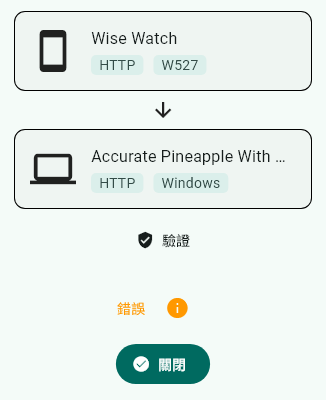 Wise Watch
HTTP W527
Accurate Pineapple With ...
HTTP Windows
驗證
錯誤
關閉